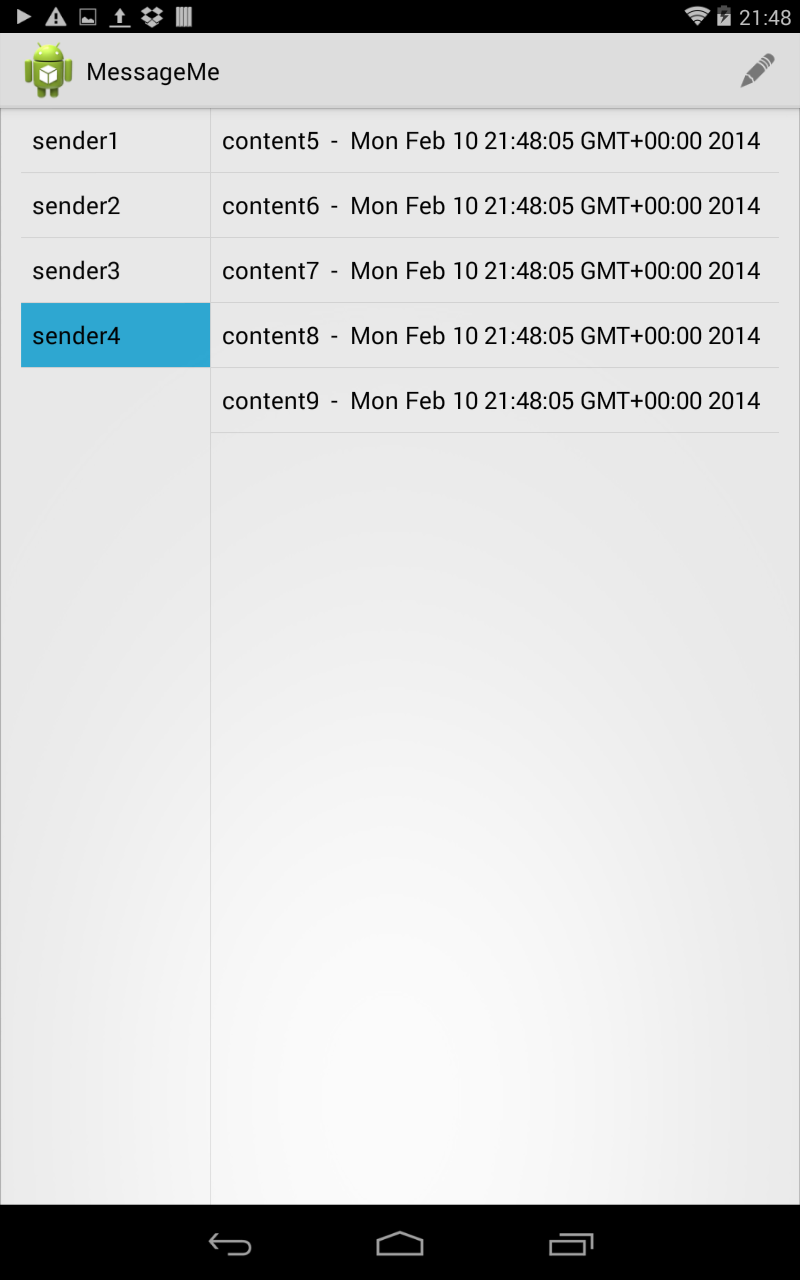 21:48
MessageMe
sender1
content5 - Mon Feb 10 21:48:05 GMT+00:00 2014
sender2
content6 - Mon Feb 10 21:48:05 GMT+00:00 2014
sender3
content7 - Mon Feb 10 21:48:05 GMT+00:00 2014
sender4
content8 - Mon Feb 10 21:48:05 GMT+00:00 2014
content9 - Mon Feb 10 21:48:05 GMT+00:00 2014